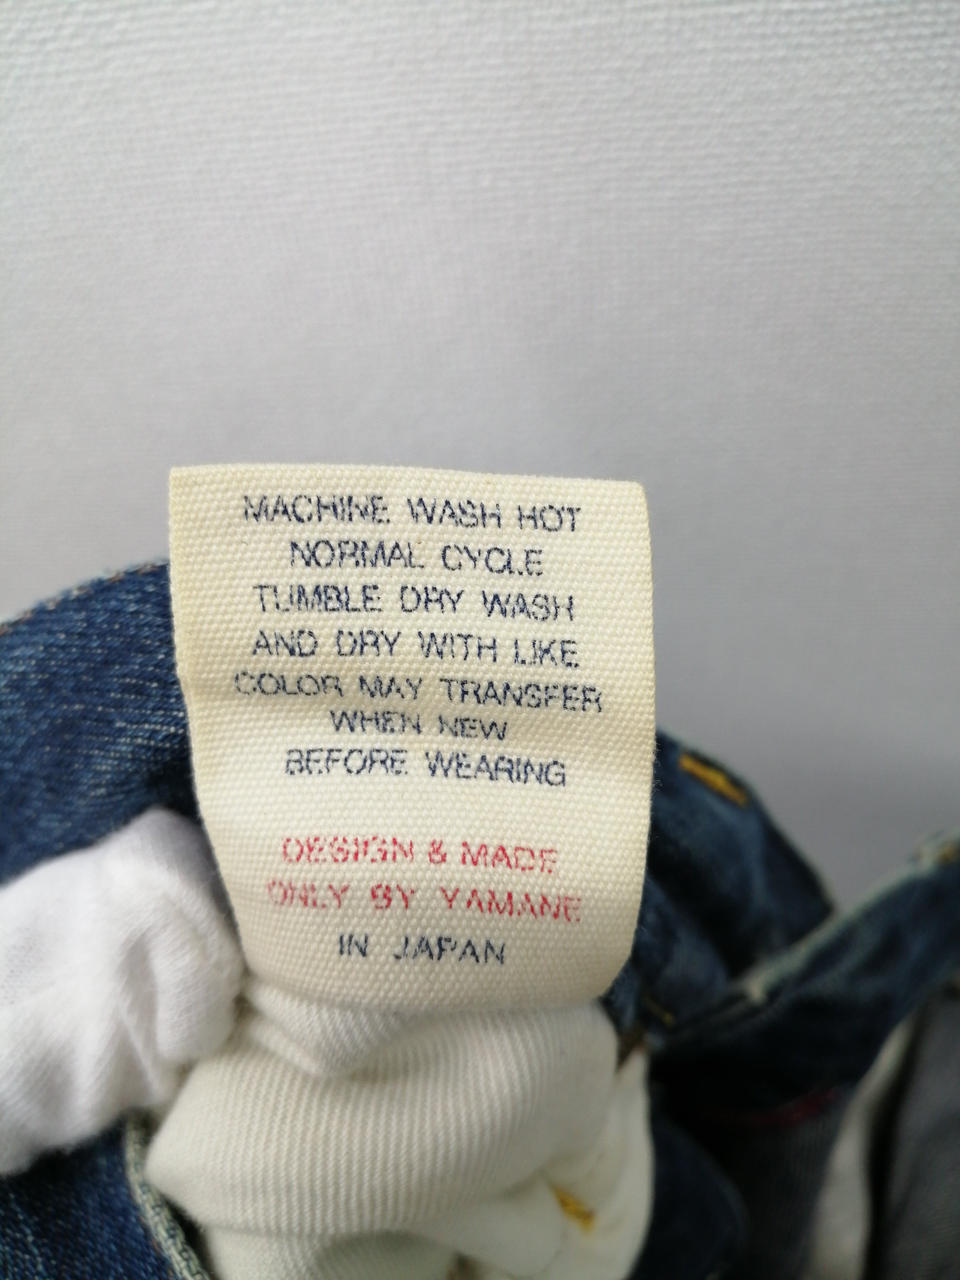 MACHINE WASH HOT
NORMAL CYCLE
TUMBLE DRY WASH
AND DRY WITH LIKE
COLOR MAY TRANSFER
WHEN NEW
BEFORE WEARING
DESIGN & MADE
ONLY BY YAMANE
IN JAPAN